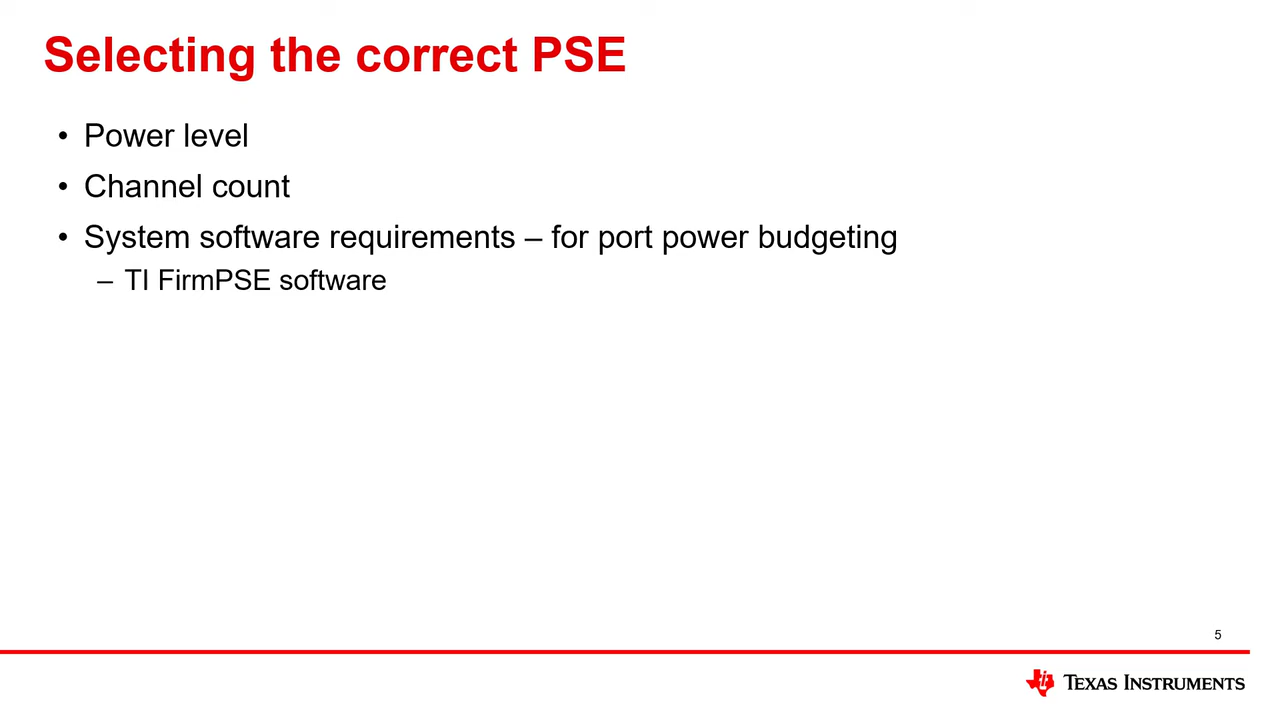 Selecting the correct PSE
• Power level
• Channel count
• System software requirements – for port power budgeting
– TI FirmPSE software
5
TEXAS INSTRUMENTS